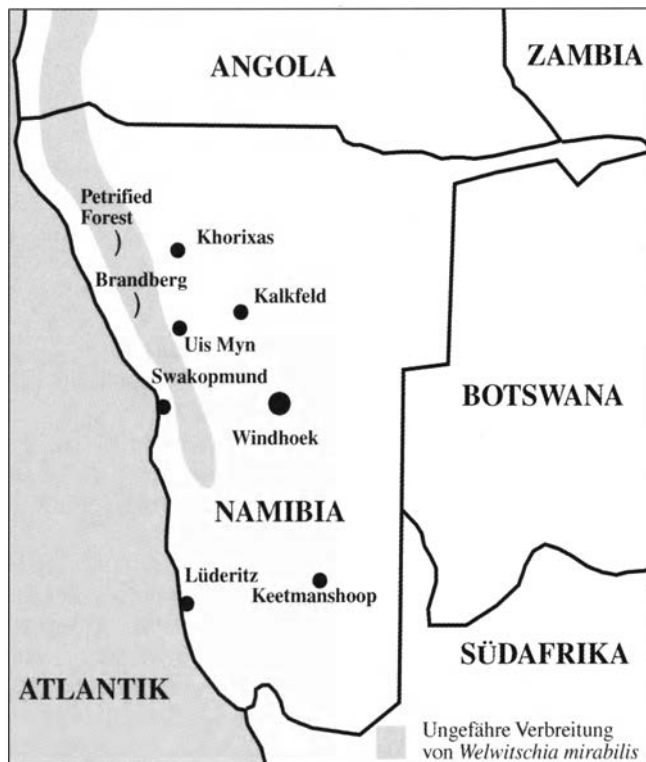 ANGOLA
ZAMBIA
Petrified
Forest
Khorixas
Brandberg
Kalkfeld
Uis Myn
Swakopmund
BOTSWANA
Windhoek
NAMIBIA
Lüderitz
Keetmanshoop
SÜDAFRIKA
ATLANTIK
Ungefähre Verbreitung
von Welwitschia mirabilis